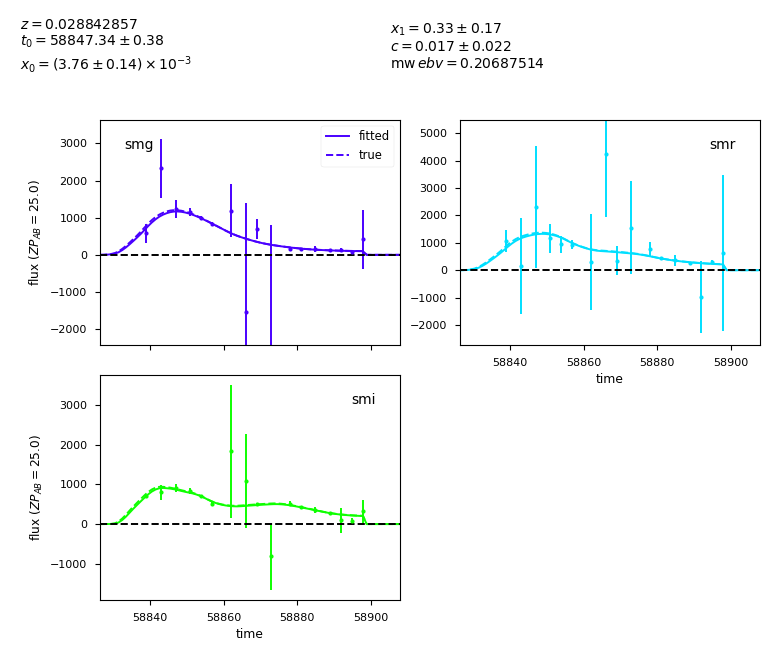 z = 0.028842857
t₀ = 58847.34 ± 0.38
x₀ = (3.76 ± 0.14) × 10⁻³
x₁ = 0.33 ± 0.17
c = 0.017 ± 0.022
mw ebv = 0.20687514
smg
fitted
true
3000
2000
1000
0
−1000
−2000
flux (ZP_AB = 25.0)
smr
5000
4000
3000
2000
1000
0
−1000
−2000
58840 58860 58880 58900
time
smi
3000
2000
1000
0
−1000
flux (ZP_AB = 25.0)
58840 58860 58880 58900
time